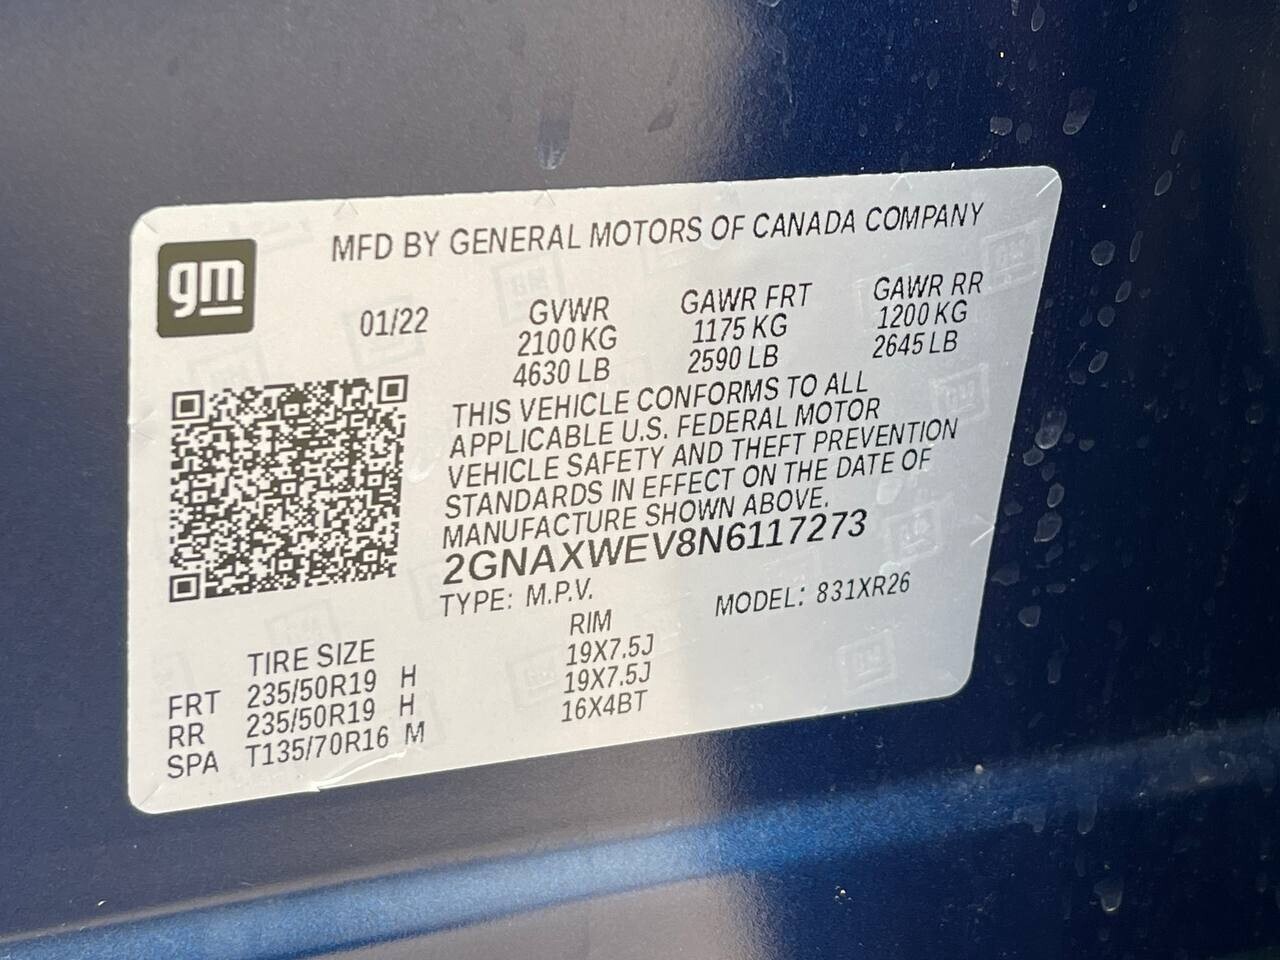 gm
MFD BY GENERAL MOTORS OF CANADA COMPANY
01/22 GVWR GAWR FRT GAWR RR
2100 KG 1175 KG 1200 KG
4630 LB 2590 LB 2645 LB
THIS VEHICLE CONFORMS TO ALL
APPLICABLE U.S. FEDERAL MOTOR
VEHICLE SAFETY AND THEFT PREVENTION
STANDARDS IN EFFECT ON THE DATE OF
MANUFACTURE SHOWN ABOVE.
2GNAXWEV8N6117273
TYPE: M.P.V. MODEL: 831XR26
TIRE SIZE RIM
FRT 235/50R19 H 19X7.5J
RR 235/50R19 H 19X7.5J
SPA T135/70R16 M 16X4BT